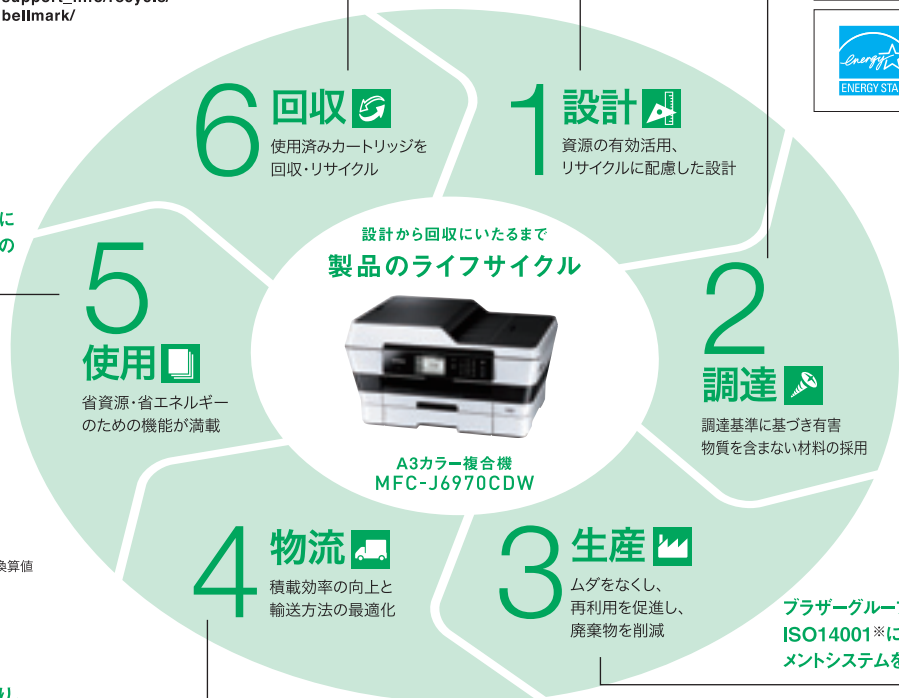 bellmark/
energy
ENERGY STA
6 回収
使用済みカートリッジを
回収・リサイクル
1 設計
資源の有効活用、
リサイクルに配慮した設計
に
の
5
使用
省資源・省エネルギー
のための機能が満載
設計から回収にいたるまで
製品のライフサイクル
A3カラー複合機
MFC-J6970CDW
2
調達
調達基準に基づき有害
物質を含まない材料の採用
4 物流
積載効率の向上と
輸送方法の最適化
3 生産
ムダをなくし、
再利用を促進し、
廃棄物を削減
換算値
ブラザーグループ
ISO14001※に
メントシステムを